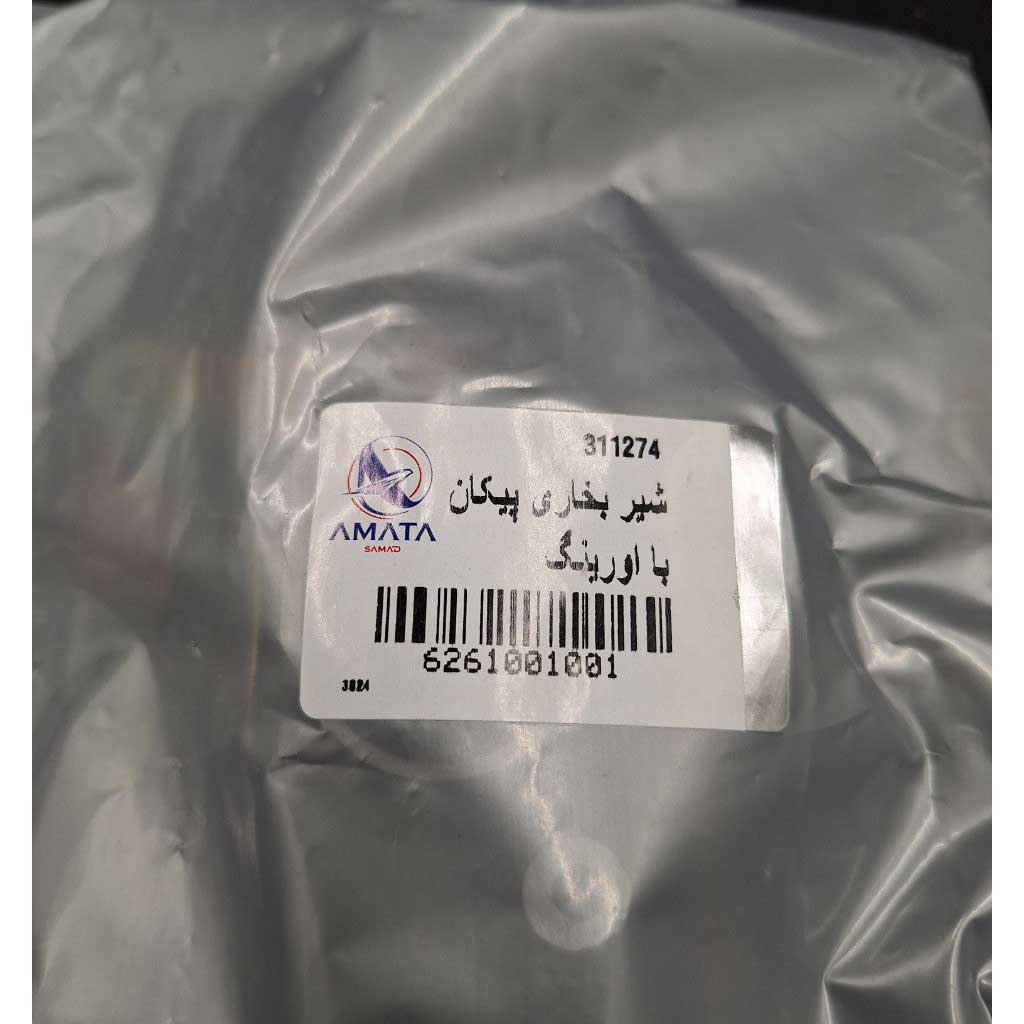 311274
شیر بخاری پیکان
با اورینگ
AMATA
SAMAD
6261001001
3824